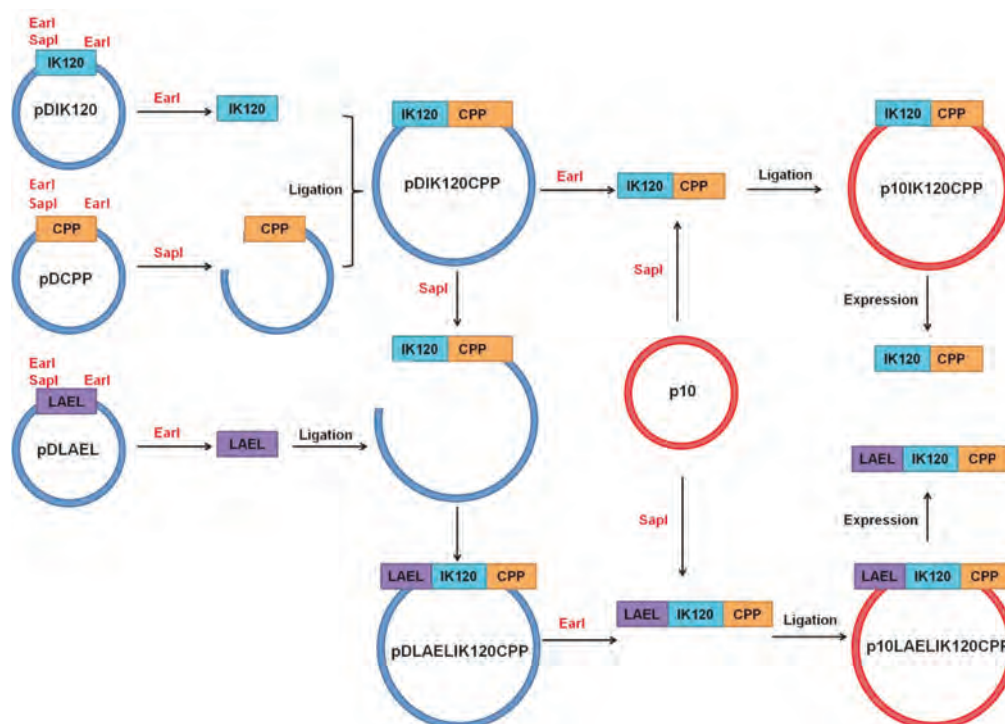 EarI
SapI EarI
IK120
pDIK120
EarI
IK120
EarI
SapI EarI
CPP
pDCPP
SapI
CPP
Ligation
IK120 CPP
pDIK120CPP
EarI
IK120 CPP
Ligation
IK120 CPP
p10IK120CPP
SapI
SapI
Expression
IK120 CPP
IK120 CPP
p10
EarI
SapI EarI
LAEL
pDLAEL
EarI
LAEL
Ligation
LAEL IK120 CPP
Expression
SapI
LAEL IK120 CPP
pDLAELIK120CPP
EarI
LAEL IK120 CPP
Ligation
LAEL IK120 CPP
p10LAELIK120CPP